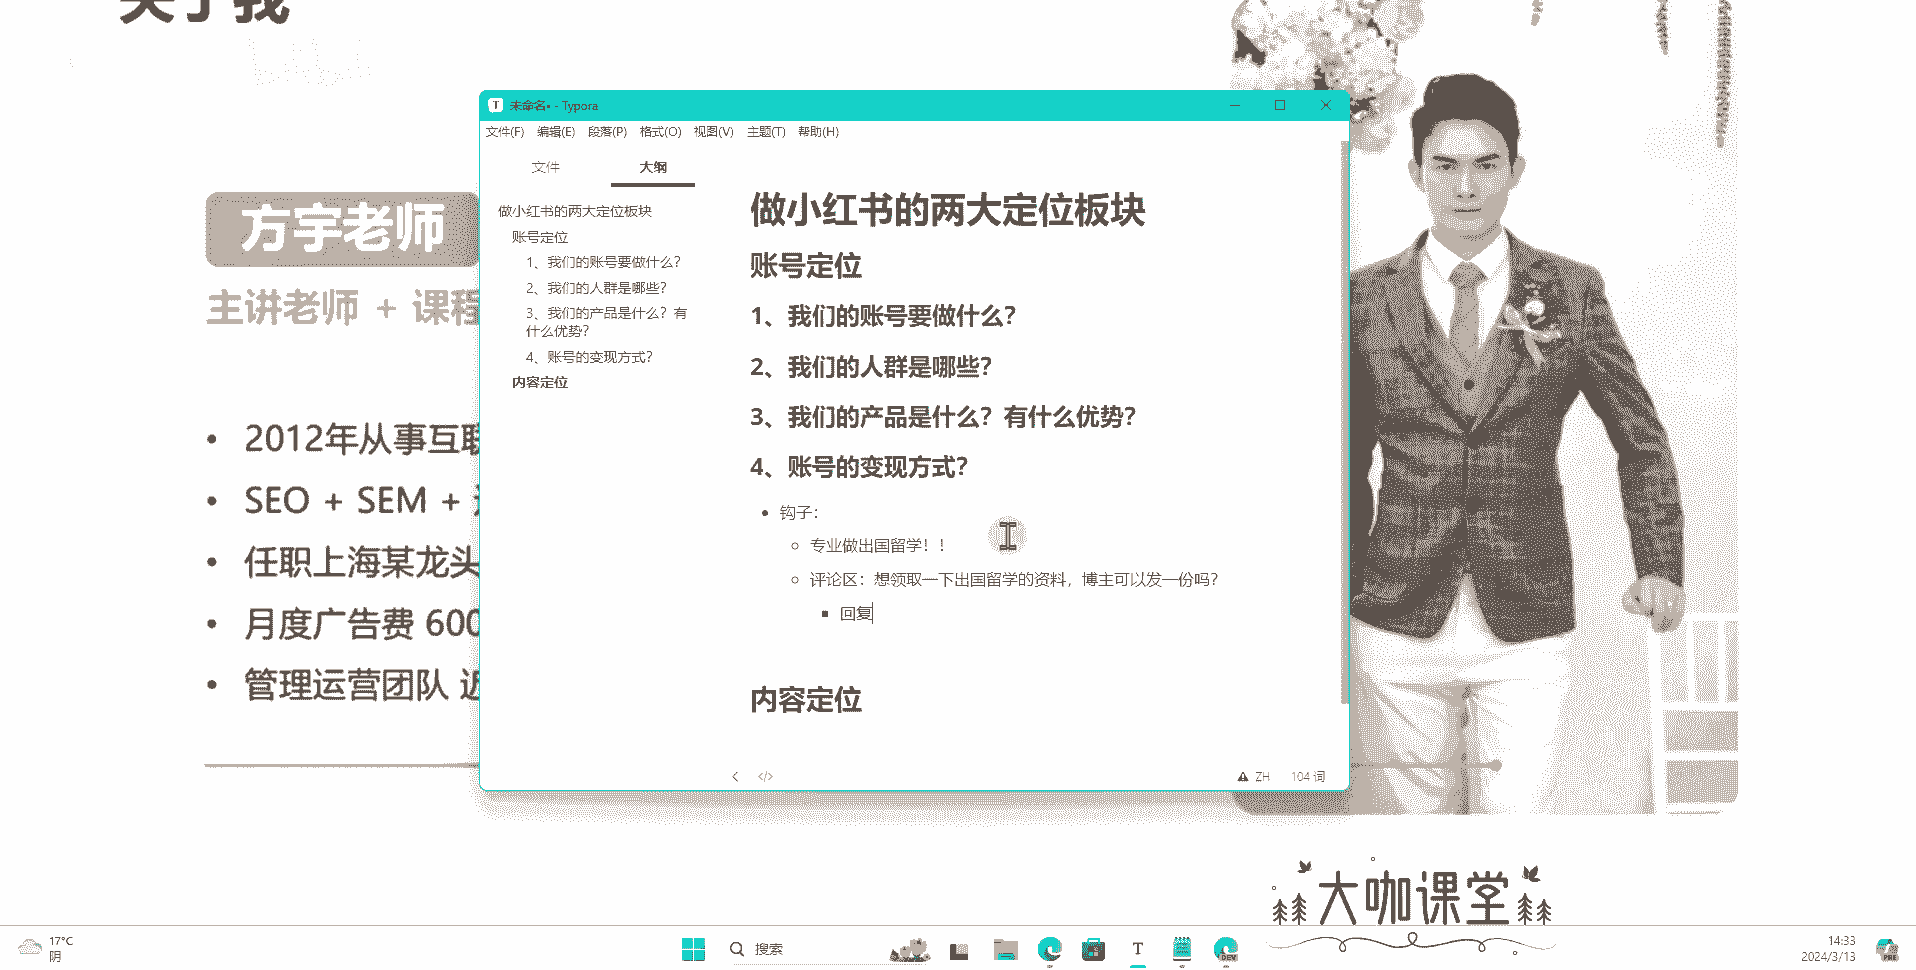 关于我
方宇老师
主讲老师 + 课程
2012年从事互联
SEO + SEM +
任职上海某龙头
月度广告费 600
管理运营团队 近
未命名• - Typora
文件(F) 编辑(E) 段落(P) 格式(O) 视图(V) 主题(T) 帮助(H)
文件 大纲
做小红书的两大定位板块
账号定位
1、我们的账号要做什么?
2、我们的人群是哪些?
3、我们的产品是什么? 有
什么优势?
4、账号的变现方式?
内容定位
做小红书的两大定位板块
账号定位
1、我们的账号要做什么?
2、我们的人群是哪些?
3、我们的产品是什么? 有什么优势?
4、账号的变现方式?
钩子:
专业做出国留学! !
评论区: 想领取一下出国留学的资料, 博主可以发一份吗?
回复
内容定位
ZH 104 词
大咖课堂
17°C
阴
搜索
T
DEV
14:33
2024/3/13
PRE